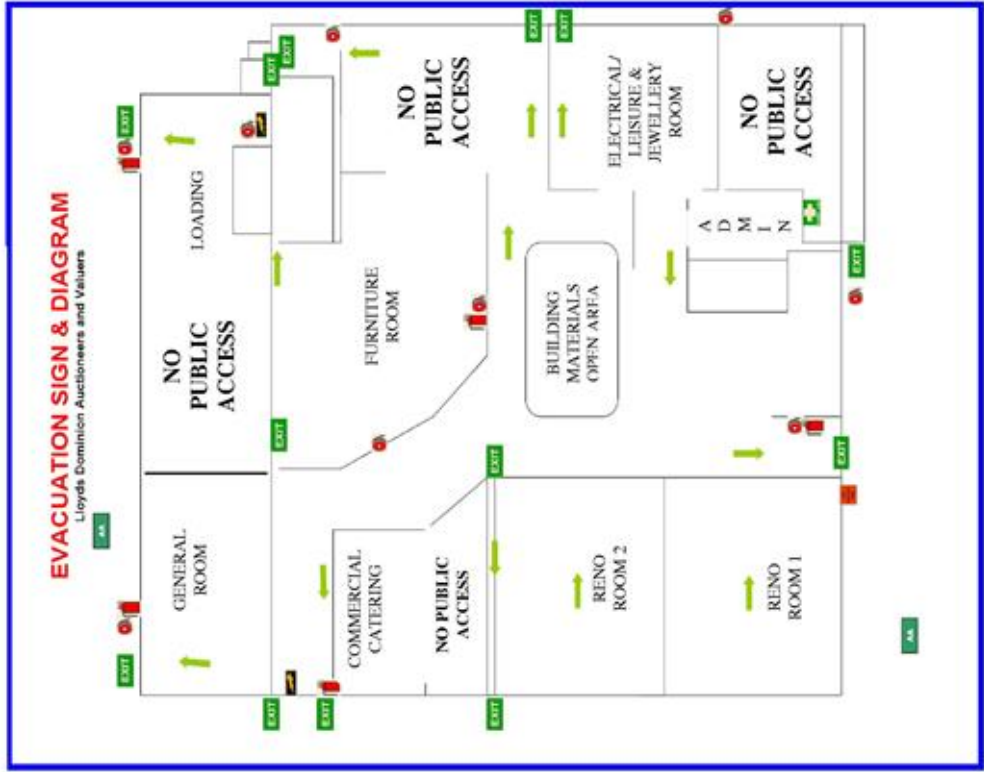 EVACUATION SIGN & DIAGRAM
Lloyds Dominion Auctioneers and Valuers
AA
EXIT
EXIT
GENERAL
ROOM
NO
PUBLIC
ACCESS
LOADING
EXIT
EXIT
EXIT
EXIT
EXIT
COMMERCIAL
CATERING
FURNITURE
ROOM
NO
PUBLIC
ACCESS
NO PUBLIC
ACCESS
EXIT
EXIT
EXIT
EXIT
RENO
ROOM 2
BUILDING
MATERIALS
OPEN AREA
ELECTRICAL/
LEISURE &
JEWELLERY
ROOM
RENO
ROOM 1
ADMIN
NO
PUBLIC
ACCESS
EXIT
EXIT
AA